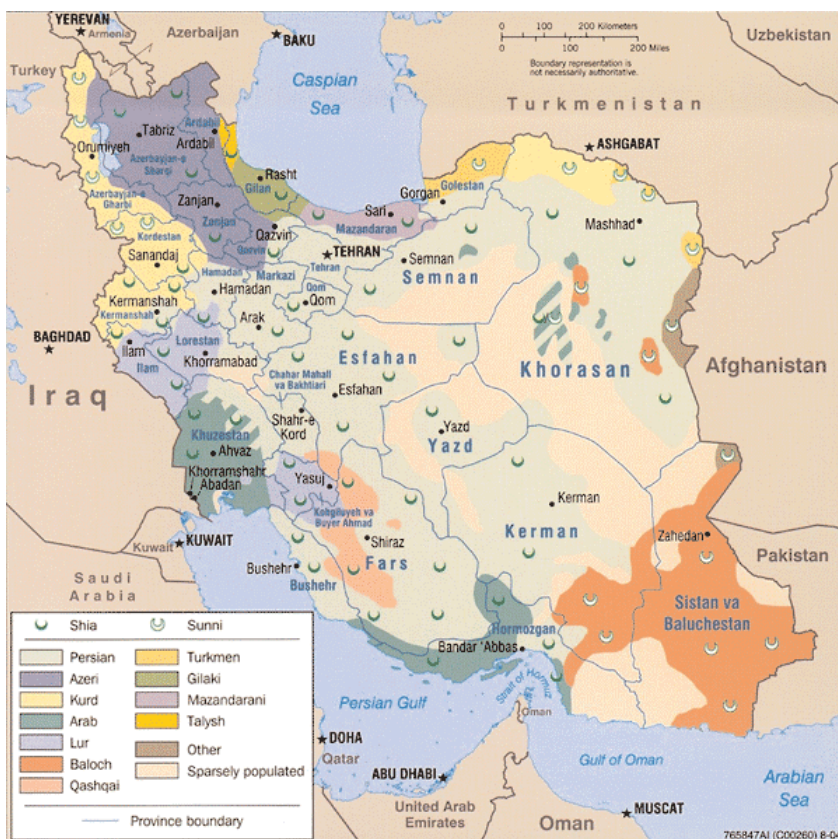 YEREVAN
Armenia
Azerbaijan
BAKU
Turkey
Caspian
Sea
0 100 200 Kilometers
0 100 200 Miles
Boundary representation is
not necessarily authoritative.
Uzbekistan
Turkmenistan
ASHGABAT
Tabriz
Ardabil
Ardabil
Orumiyeh
Azerbayjan-e
Sharqi
Rasht
Gilan
Azerbayjan-e
Gharbi
Zanjan
Zanjan
Gorgan
Golestan
Sari
Mazandaran
Mashhad
Kordestan
Qazvin
Qazvin
TEHRAN
Tehran
Semnan
Semnan
Sanandaj
Hamadan
Hamadan
Markazi
Qom
Qom
Kermanshah
Kermanshah
Arak
BAGHDAD
Ilam
Ilam
Lorestan
Khorramabad
Esfahan
Esfahan
Khorasan
Afghanistan
Chahar Mahall
va Bakhtiari
Iraq
Shahr-e
Kord
Yazd
Yazd
Khuzestan
Ahvaz
Khorramshahr
Abadan
Yasuj
Kohgiluyeh va
Buyer Ahmad
Kerman
Kerman
Zahedan
Kuwait
KUWAIT
Shiraz
Fars
Bushehr
Bushehr
Pakistan
Saudi
Arabia
Sistan va
Baluchestan
Hormozgan
Bandar 'Abbas
Strait of Hormuz
Oman
Persian Gulf
DOHA
Qatar
ABU DHABI
United Arab
Emirates
Gulf of Oman
Arabian
Sea
Oman
MUSCAT
Shia
Sunni
Persian
Azeri
Kurd
Arab
Lur
Baloch
Qashqai
Turkmen
Gilaki
Mazandarani
Talysh
Other
Sparsely populated
Province boundary
765847AI (C00260)